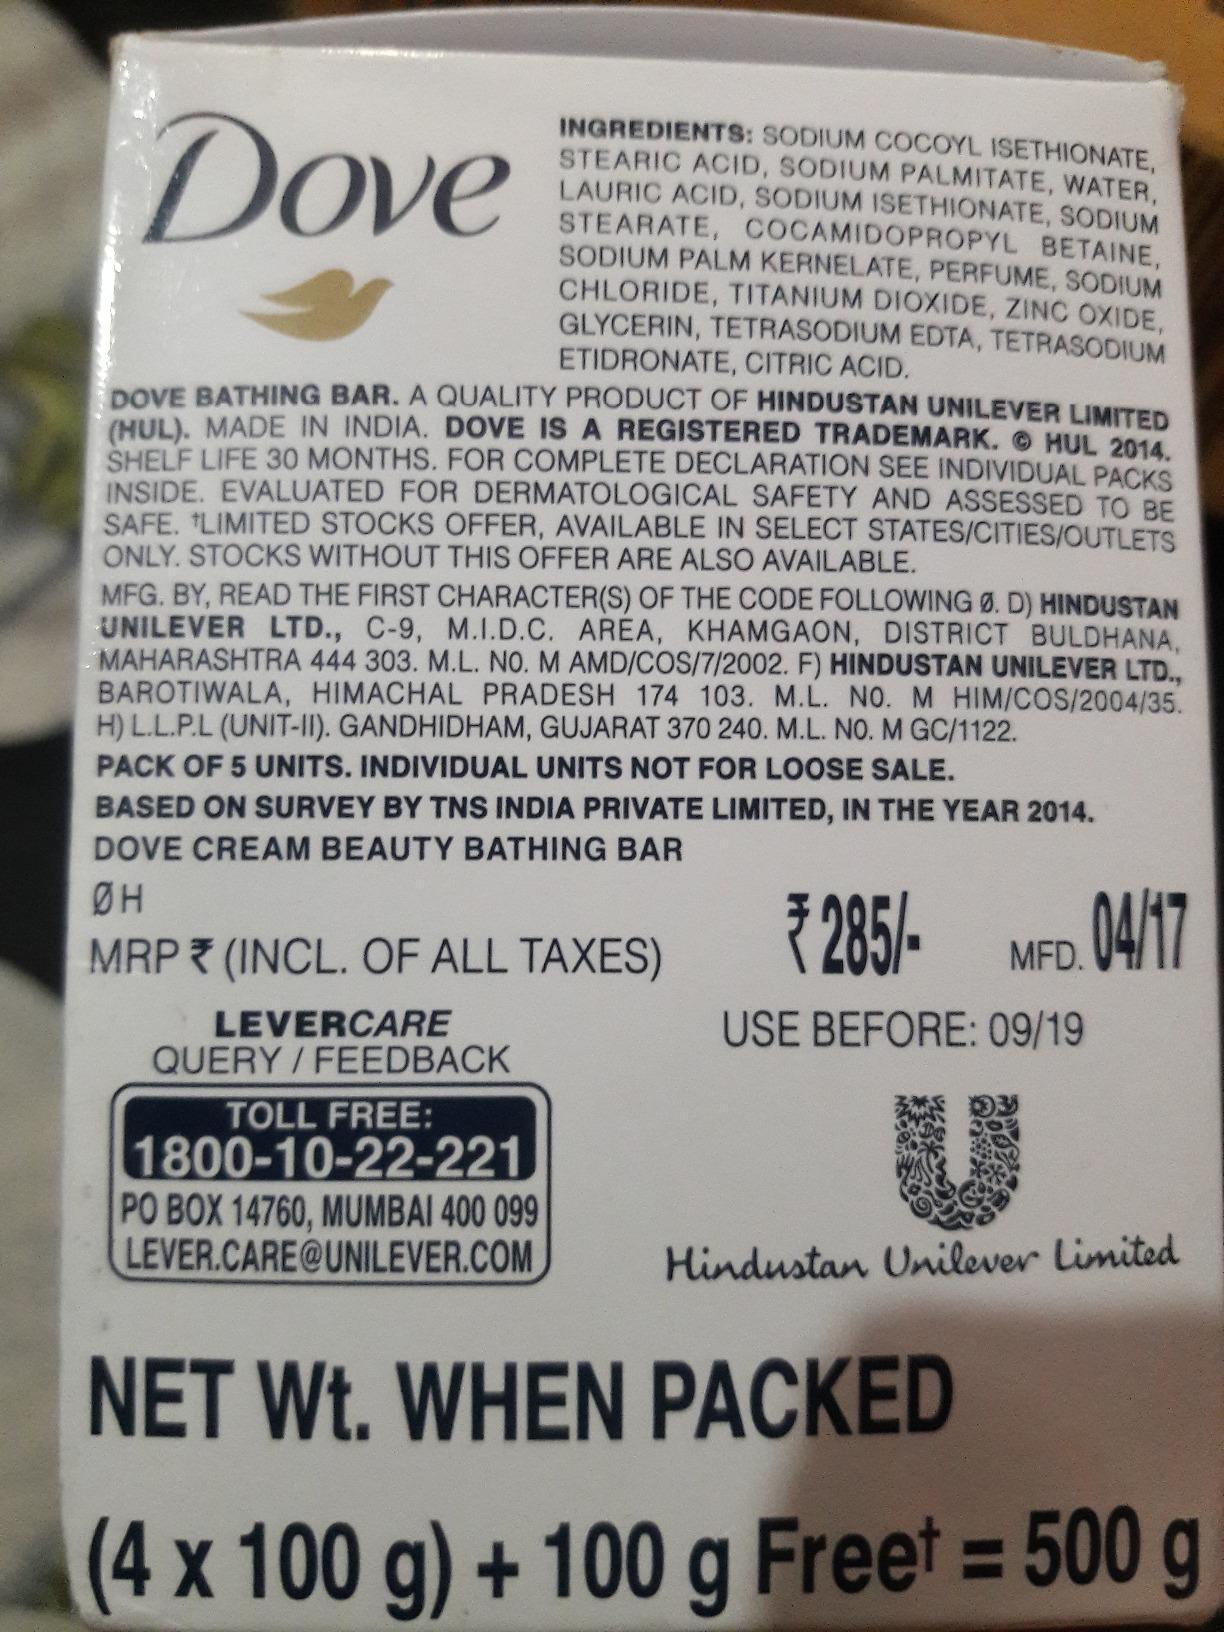 Dove
INGREDIENTS: SODIUM COCOYL ISETHIONATE,
STEARIC ACID, SODIUM PALMITATE, WATER,
LAURIC ACID, SODIUM ISETHIONATE, SODIUM
STEARATE, COCAMIDOPROPYL BETAINE,
SODIUM PALM KERNELATE, PERFUME, SODIUM
CHLORIDE, TITANIUM DIOXIDE, ZINC OXIDE,
GLYCERIN, TETRASODIUM EDTA, TETRASODIUM
ETIDRONATE, CITRIC ACID.
DOVE BATHING BAR. A QUALITY PRODUCT OF HINDUSTAN UNILEVER LIMITED
(HUL). MADE IN INDIA. DOVE IS A REGISTERED TRADEMARK. © HUL 2014.
SHELF LIFE 30 MONTHS. FOR COMPLETE DECLARATION SEE INDIVIDUAL PACKS
INSIDE. EVALUATED FOR DERMATOLOGICAL SAFETY AND ASSESSED TO BE
SAFE. †LIMITED STOCKS OFFER, AVAILABLE IN SELECT STATES/CITIES/OUTLETS
ONLY. STOCKS WITHOUT THIS OFFER ARE ALSO AVAILABLE.
MFG. BY, READ THE FIRST CHARACTER(S) OF THE CODE FOLLOWING Ø. D) HINDUSTAN
UNILEVER LTD., C-9, M.I.D.C. AREA, KHAMGAON, DISTRICT BULDHANA,
MAHARASHTRA 444 303. M.L. NO. M AMD/COS/7/2002. F) HINDUSTAN UNILEVER LTD.,
BAROTIWALA, HIMACHAL PRADESH 174 103. M.L. NO. M HIM/COS/2004/35.
H) L.L.P.L (UNIT-II). GANDHIDHAM, GUJARAT 370 240. M.L. NO. M GC/1122.
PACK OF 5 UNITS. INDIVIDUAL UNITS NOT FOR LOOSE SALE.
BASED ON SURVEY BY TNS INDIA PRIVATE LIMITED, IN THE YEAR 2014.
DOVE CREAM BEAUTY BATHING BAR
Ø H
MRP ₹ (INCL. OF ALL TAXES) ₹ 285/- MFD. 04/17
USE BEFORE: 09/19
LEVERCARE
QUERY / FEEDBACK
TOLL FREE:
1800-10-22-221
PO BOX 14760, MUMBAI 400 099
LEVER.CARE@UNILEVER.COM
Hindustan Unilever Limited
NET Wt. WHEN PACKED
(4 x 100 g) + 100 g Free† = 500 g